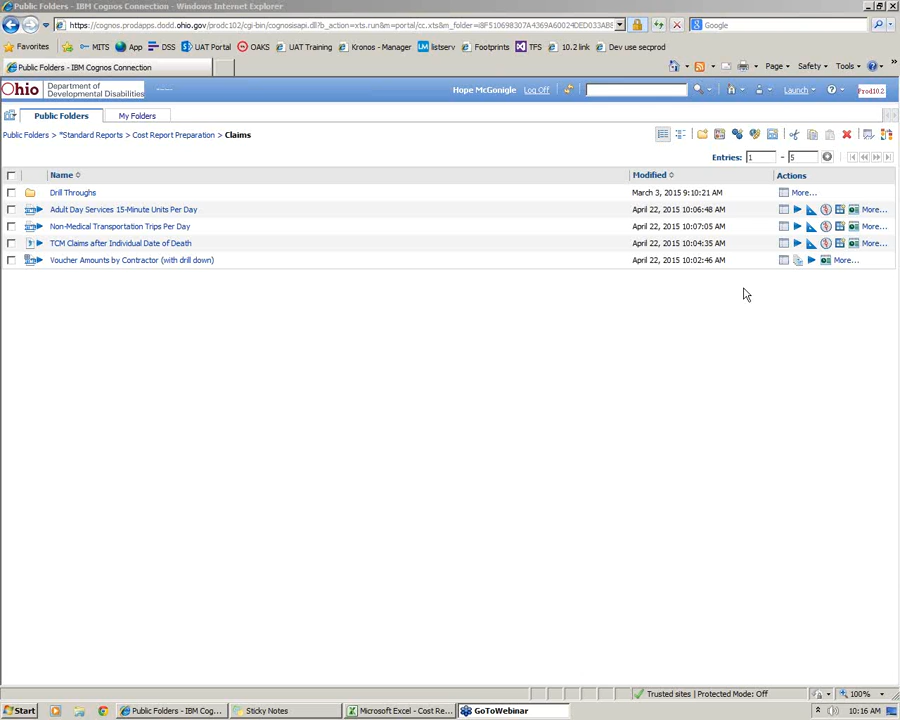 Public Folders - IBM Cognos Connection - Windows Internet Explorer
Google
Favorites MITS App DSS UAT Portal OAKS UAT Training Kronos - Manager listserv Footprints TFS 10.2 link Dev use secprod
Public Folders - IBM Cognos Connection
Page Safety Tools
Ohio Department of Developmental Disabilities
Hope McGonigle Log Off Launch Prod10.2
Public Folders My Folders
Public Folders > *Standard Reports > Cost Report Preparation > Claims
Entries: 1 - 5
Name Modified Actions
Drill Throughs March 3, 2015 9:10:21 AM More...
Adult Day Services 15-Minute Units Per Day April 22, 2015 10:06:48 AM More...
Non-Medical Transportation Trips Per Day April 22, 2015 10:07:05 AM More...
TCM Claims after Individual Date of Death April 22, 2015 10:04:35 AM More...
Voucher Amounts by Contractor (with drill down) April 22, 2015 10:02:46 AM More...
Trusted sites | Protected Mode: Off 100%
Start Public Folders - IBM Cog... Sticky Notes Microsoft Excel - Cost Re... GoToWebinar 10:16 AM